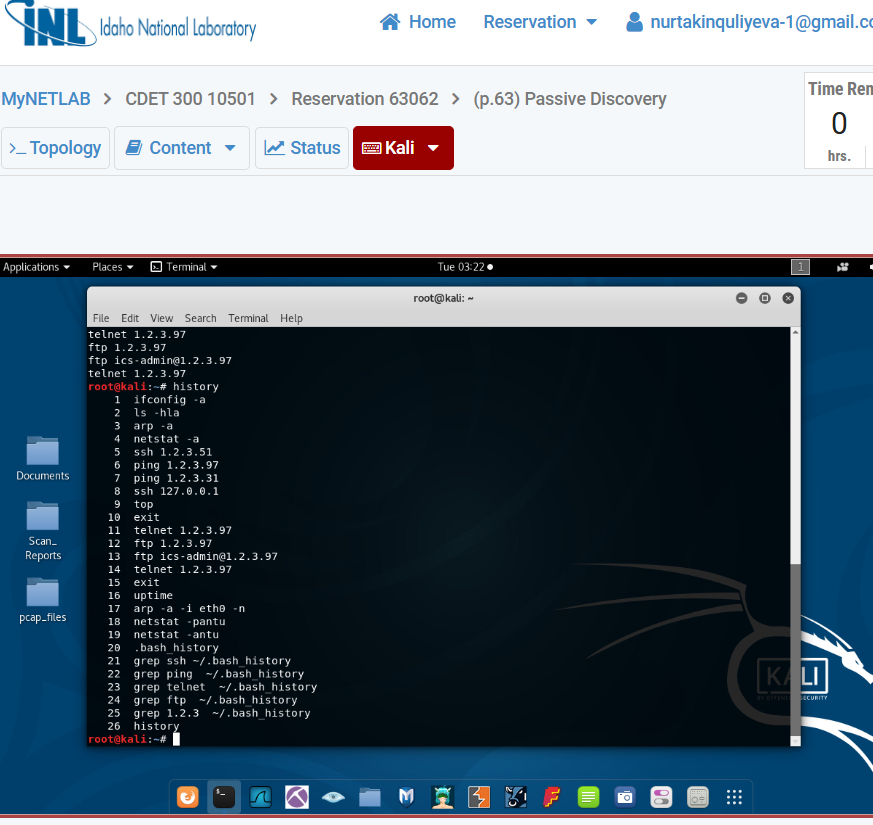 INL Idaho National Laboratory
Home Reservation nurtakinquliyeva-1@gmail.co
MyNETLAB > CDET 300 10501 > Reservation 63062 > (p.63) Passive Discovery
Time Ren
0
hrs.
>_ Topology Content Status Kali
Applications Places Terminal Tue 03:22 1
root@kali: ~
File Edit View Search Terminal Help
telnet 1.2.3.97
ftp 1.2.3.97
ftp ics-admin@1.2.3.97
telnet 1.2.3.97
root@kali:~# history
1 ifconfig -a
2 ls -hla
3 arp -a
4 netstat -a
5 ssh 1.2.3.51
6 ping 1.2.3.97
7 ping 1.2.3.31
8 ssh 127.0.0.1
9 top
10 exit
11 telnet 1.2.3.97
12 ftp 1.2.3.97
13 ftp ics-admin@1.2.3.97
14 telnet 1.2.3.97
15 exit
16 uptime
17 arp -a -i eth0 -n
18 netstat -pantu
19 netstat -antu
20 .bash_history
21 grep ssh ~/.bash_history
22 grep ping  ~/.bash_history
23 grep telnet  ~/.bash_history
24 grep ftp  ~/.bash_history
25 grep 1.2.3  ~/.bash_history
26 history
root@kali:~#
Documents
Scan_
Reports
pcap_files
KALI
BY OFFENSIVE SECURITY